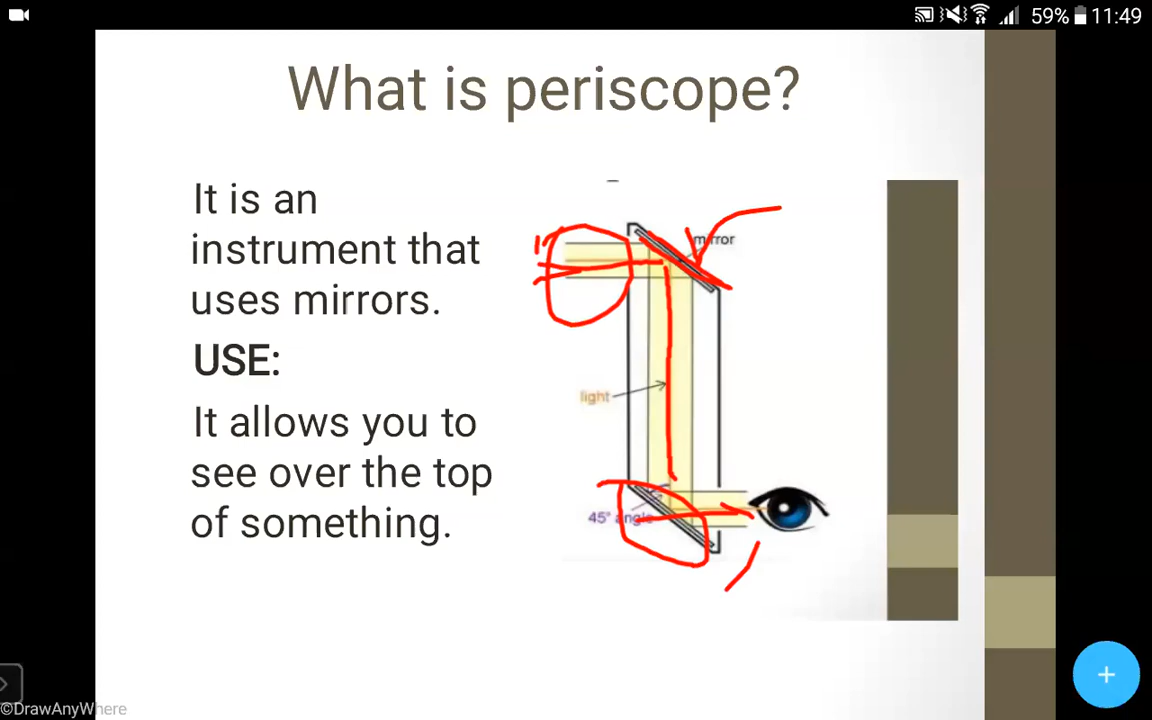 59% 11:49
What is periscope?
It is an
instrument that
uses mirrors.
USE:
It allows you to
see over the top
of something.
mirror
light
45° angle
©DrawAnyWhere